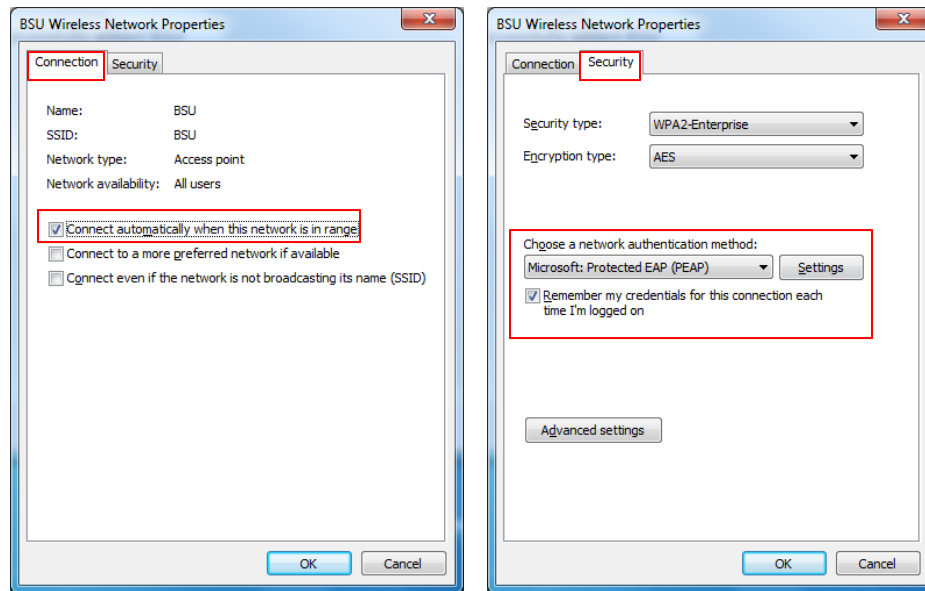 BSU Wireless Network Properties
Connection Security
Name: BSU
SSID: BSU
Network type: Access point
Network availability: All users
Connect automatically when this network is in range
Connect to a more preferred network if available
Connect even if the network is not broadcasting its name (SSID)
OK Cancel
BSU Wireless Network Properties
Connection Security
Security type: WPA2-Enterprise
Encryption type: AES
Choose a network authentication method:
Microsoft: Protected EAP (PEAP) Settings
Remember my credentials for this connection each
time I'm logged on
Advanced settings
OK Cancel